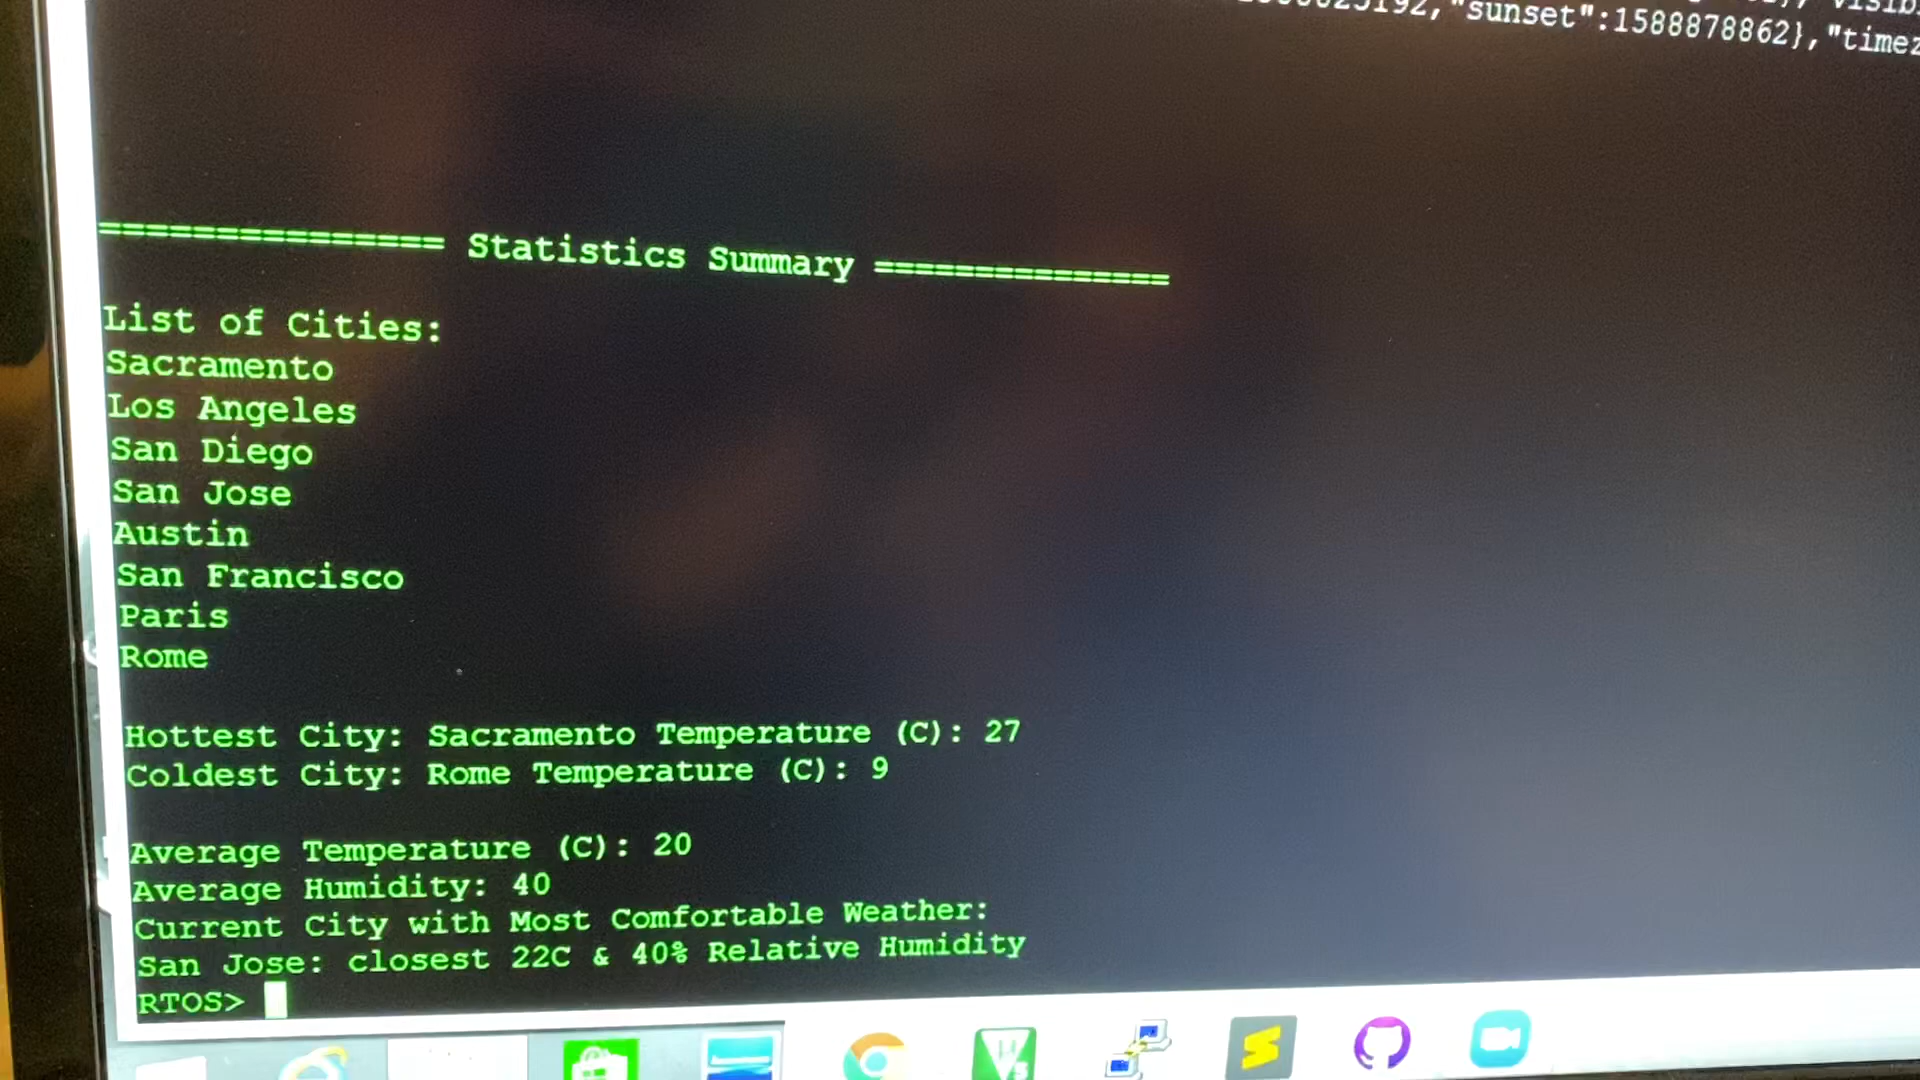 "sunset":1588878862},"timez
=============== Statistics Summary ===============
List of Cities:
Sacramento
Los Angeles
San Diego
San Jose
Austin
San Francisco
Paris
Rome
Hottest City: Sacramento Temperature (C): 27
Coldest City: Rome Temperature (C): 9
Average Temperature (C): 20
Average Humidity: 40
Current City with Most Comfortable Weather:
San Jose: closest 22C & 40% Relative Humidity
RTOS>